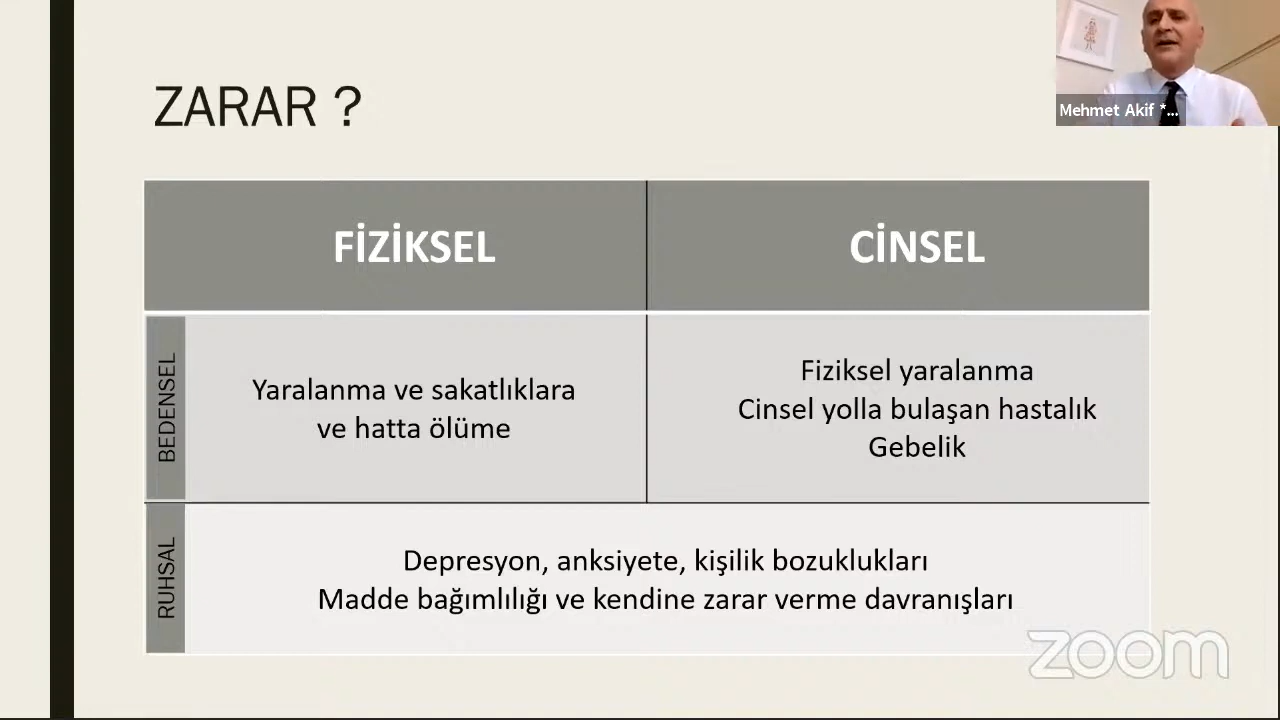 ZARAR ?
Mehmet Akif *...
FİZİKSEL
CİNSEL
BEDENSEL
Yaralanma ve sakatlıklara
ve hatta ölüme
Fiziksel yaralanma
Cinsel yolla bulaşan hastalık
Gebelik
RUHSAL
Depresyon, anksiyete, kişilik bozuklukları
Madde bağımlılığı ve kendine zarar verme davranışları
zoom